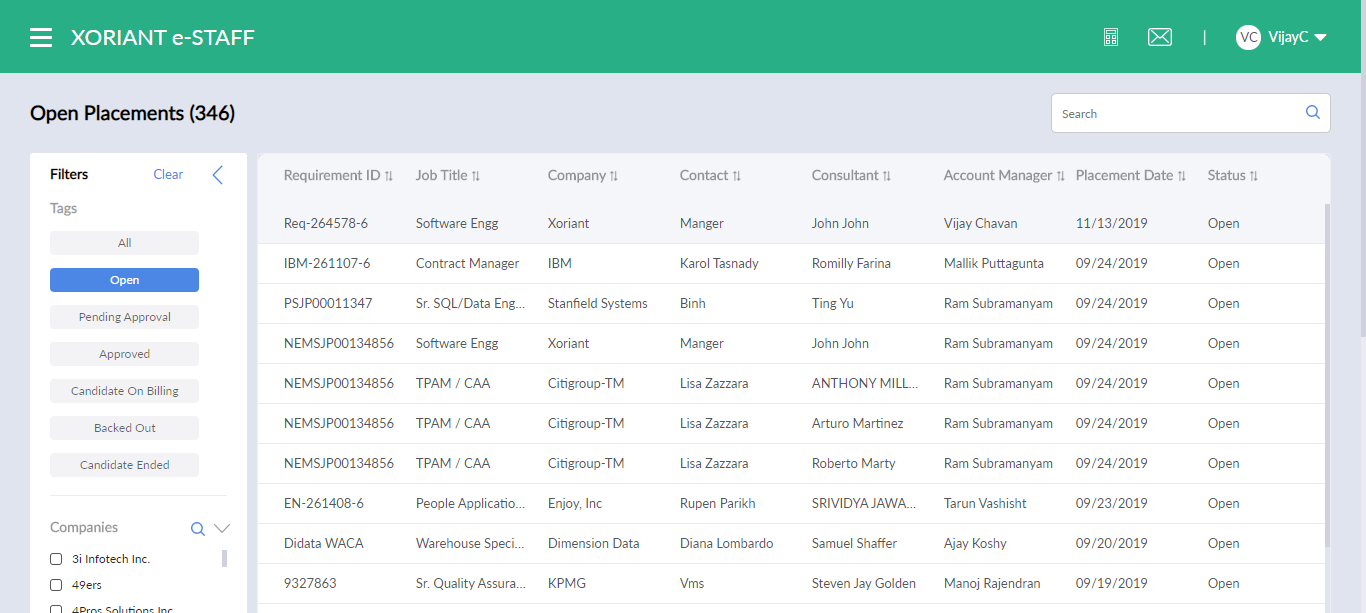 XORIANT e-STAFF
VC VijayC
Open Placements (346)
Search
Filters Clear
Tags
All
Open
Pending Approval
Approved
Candidate On Billing
Backed Out
Candidate Ended
Companies
3i Infotech Inc.
49ers
4Pros Solutions Inc
Requirement ID Job Title Company Contact Consultant Account Manager Placement Date Status
Req-264578-6 Software Engg Xoriant Manger John John Vijay Chavan 11/13/2019 Open
IBM-261107-6 Contract Manager IBM Karol Tasnady Romilly Farina Mallik Puttagunta 09/24/2019 Open
PSJP00011347 Sr. SQL/Data Eng... Stanfield Systems Binh Ting Yu Ram Subramanyam 09/24/2019 Open
NEMSJP00134856 Software Engg Xoriant Manger John John Ram Subramanyam 09/24/2019 Open
NEMSJP00134856 TPAM / CAA Citigroup-TM Lisa Zazzara ANTHONY MILL... Ram Subramanyam 09/24/2019 Open
NEMSJP00134856 TPAM / CAA Citigroup-TM Lisa Zazzara Arturo Martinez Ram Subramanyam 09/24/2019 Open
NEMSJP00134856 TPAM / CAA Citigroup-TM Lisa Zazzara Roberto Marty Ram Subramanyam 09/24/2019 Open
EN-261408-6 People Applicatio... Enjoy, Inc Rupen Parikh SRIVIDYA JAWA... Tarun Vashisht 09/23/2019 Open
Didata WACA Warehouse Speci... Dimension Data Diana Lombardo Samuel Shaffer Ajay Koshy 09/20/2019 Open
9327863 Sr. Quality Assura... KPMG Vms Steven Jay Golden Manoj Rajendran 09/19/2019 Open